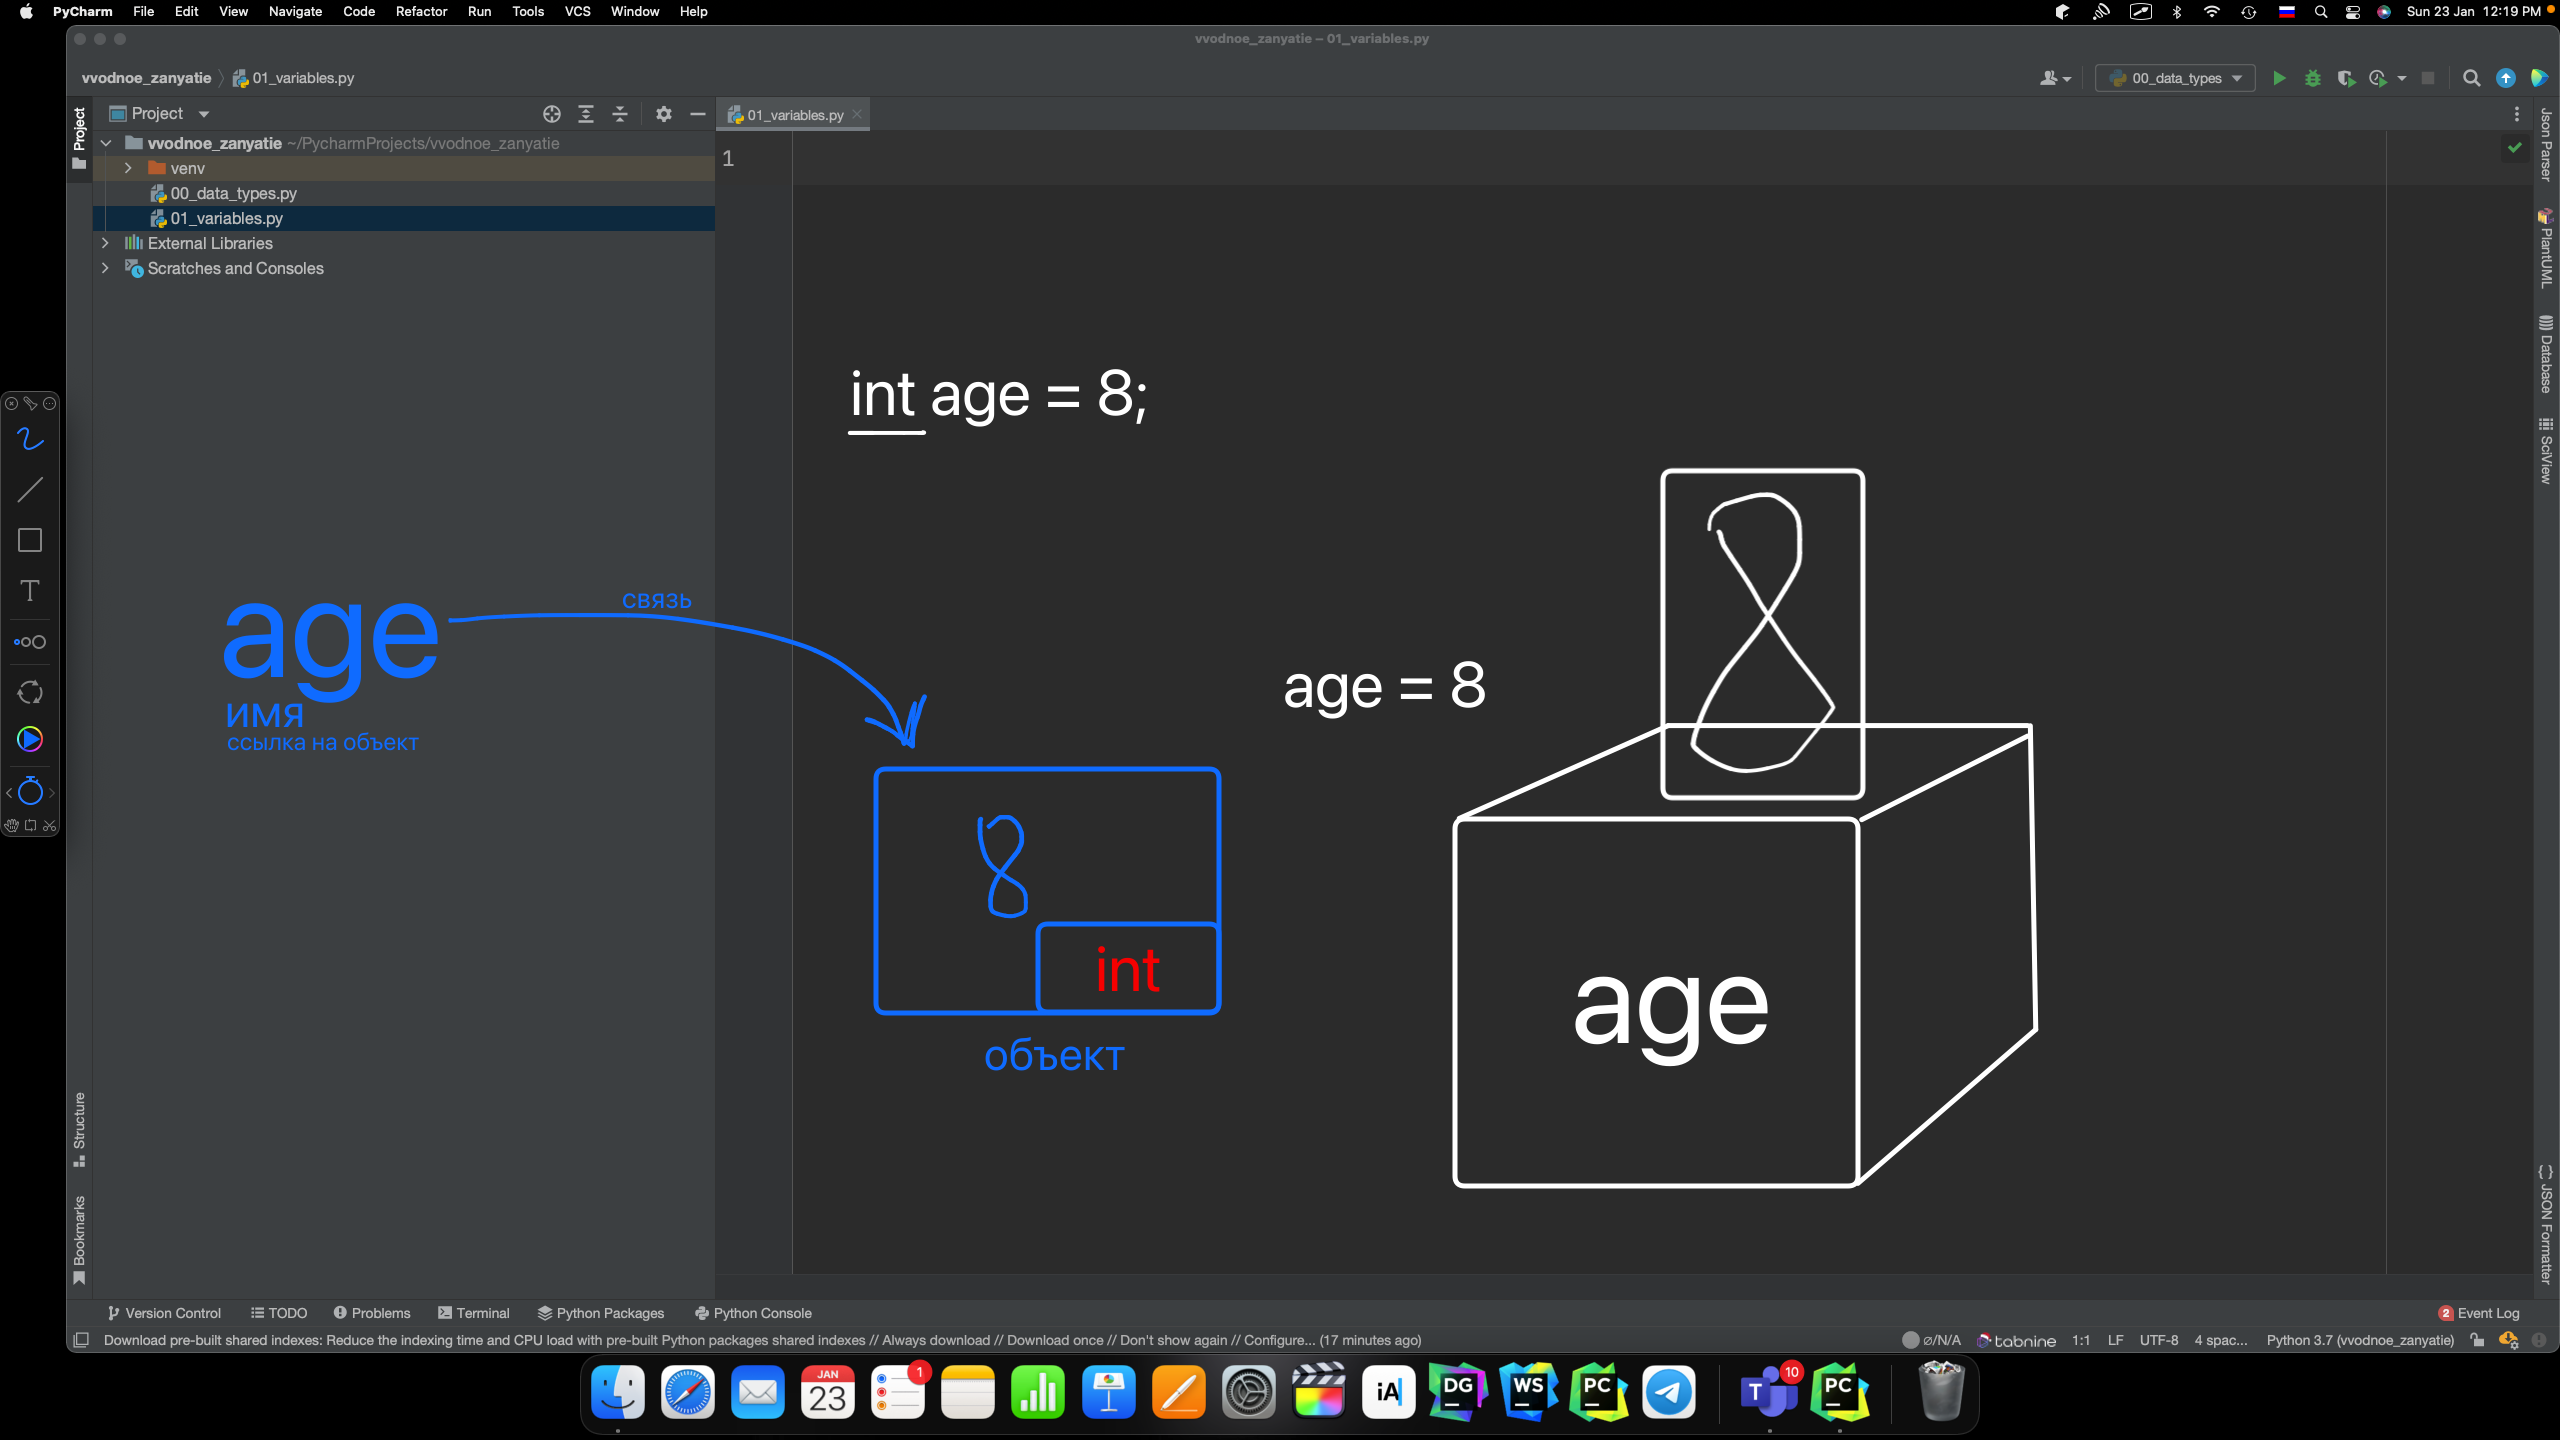 PyCharm File Edit View Navigate Code Refactor Run Tools VCS Window Help Sun 23 Jan 12:19 PM
vvodnoe_zanyatie – 01_variables.py
vvodnoe_zanyatie 01_variables.py 00_data_types
Project
01_variables.py
vvodnoe_zanyatie ~/PycharmProjects/vvodnoe_zanyatie
venv
00_data_types.py
01_variables.py
External Libraries
Scratches and Consoles
Project
Structure
Bookmarks
1
int age = 8;
age
связь
имя
ссылка на объект
8
int
объект
age = 8
8
age
Json Parser
PlantUML
Database
SciView
JSON Formatter
Version Control TODO Problems Terminal Python Packages Python Console 2 Event Log
Download pre-built shared indexes: Reduce the indexing time and CPU load with pre-built Python packages shared indexes // Always download // Download once // Don't show again // Configure... (17 minutes ago) ⌀/N/A tabnine 1:1 LF UTF-8 4 spac... Python 3.7 (vvodnoe_zanyatie)
JAN
23
1
iA
DG
WS
PC
T
10
PC